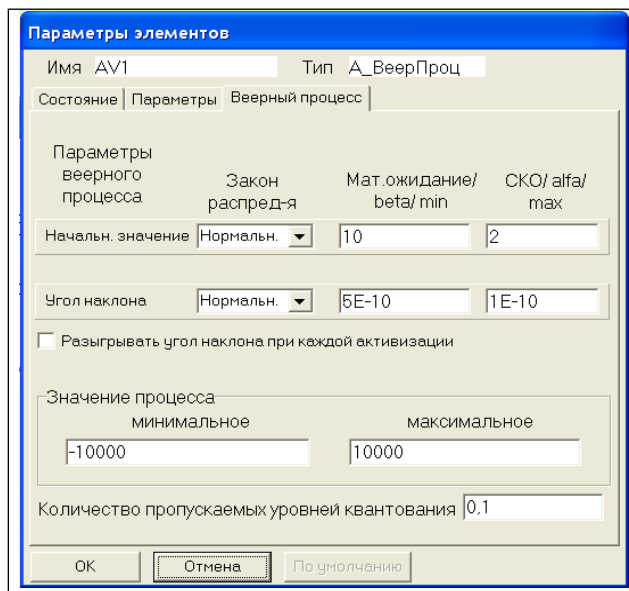 Параметры элементов
Имя AV1 Тип А_ВеерПроц
Состояние Параметры Веерный процесс
Параметры
веерного
процесса
Закон
распред-я
Мат.ожидание/
beta/ min
СКО/ alfa/
max
Начальн. значение Нормальн. 10 2
Угол наклона Нормальн. 5E-10 1E-10
Разыгрывать угол наклона при каждой активизации
Значение процесса
минимальное максимальное
-10000 10000
Количество пропускаемых уровней квантования 0,1
ОК Отмена По умолчанию